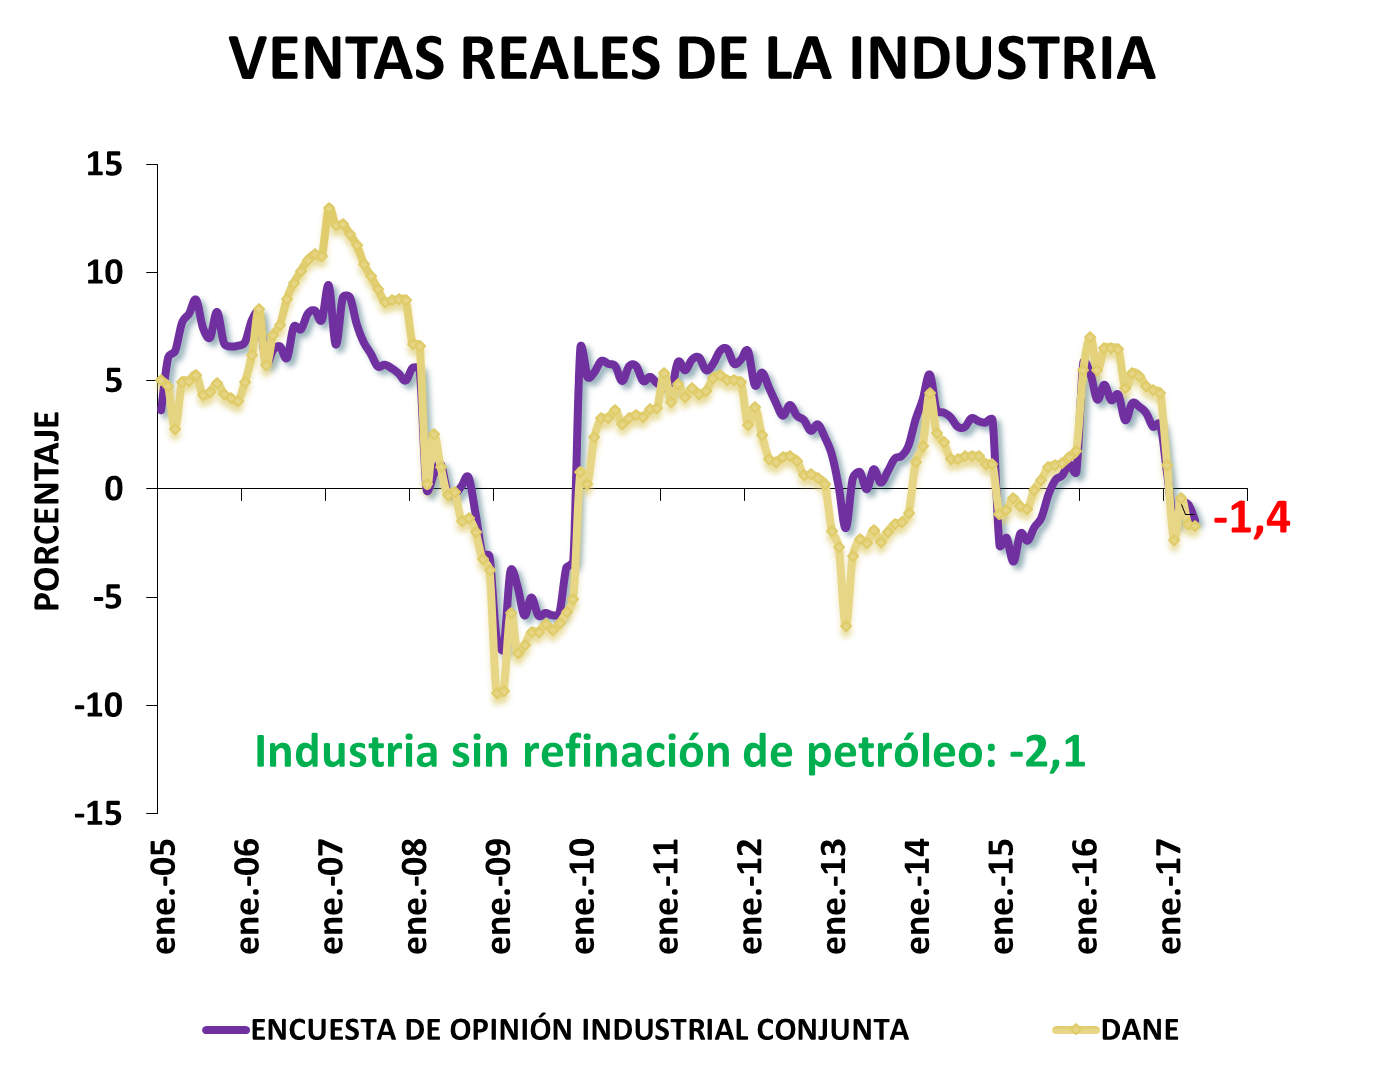 VENTAS REALES DE LA INDUSTRIA
PORCENTAJE
15
10
5
0
-5
-10
-15
-1,4
Industria sin refinación de petróleo: -2,1
ene.-05
ene.-06
ene.-07
ene.-08
ene.-09
ene.-10
ene.-11
ene.-12
ene.-13
ene.-14
ene.-15
ene.-16
ene.-17
ENCUESTA DE OPINIÓN INDUSTRIAL CONJUNTA
DANE